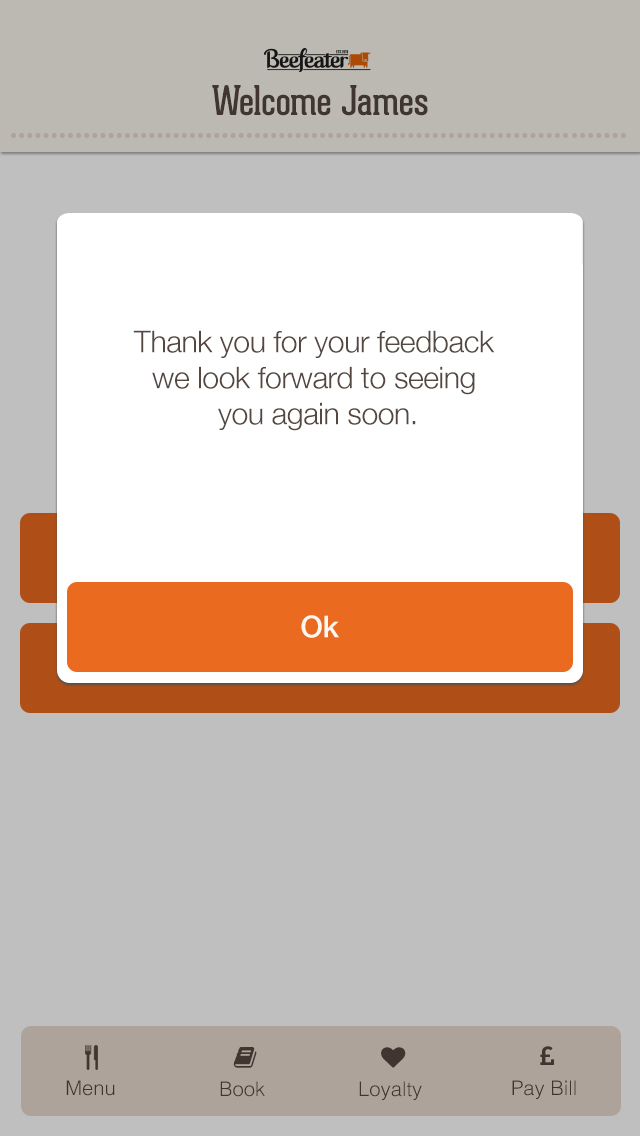 Beefeater
Welcome James
Thank you for your feedback
we look forward to seeing
you again soon.
Ok
Menu
Book
Loyalty
Pay Bill